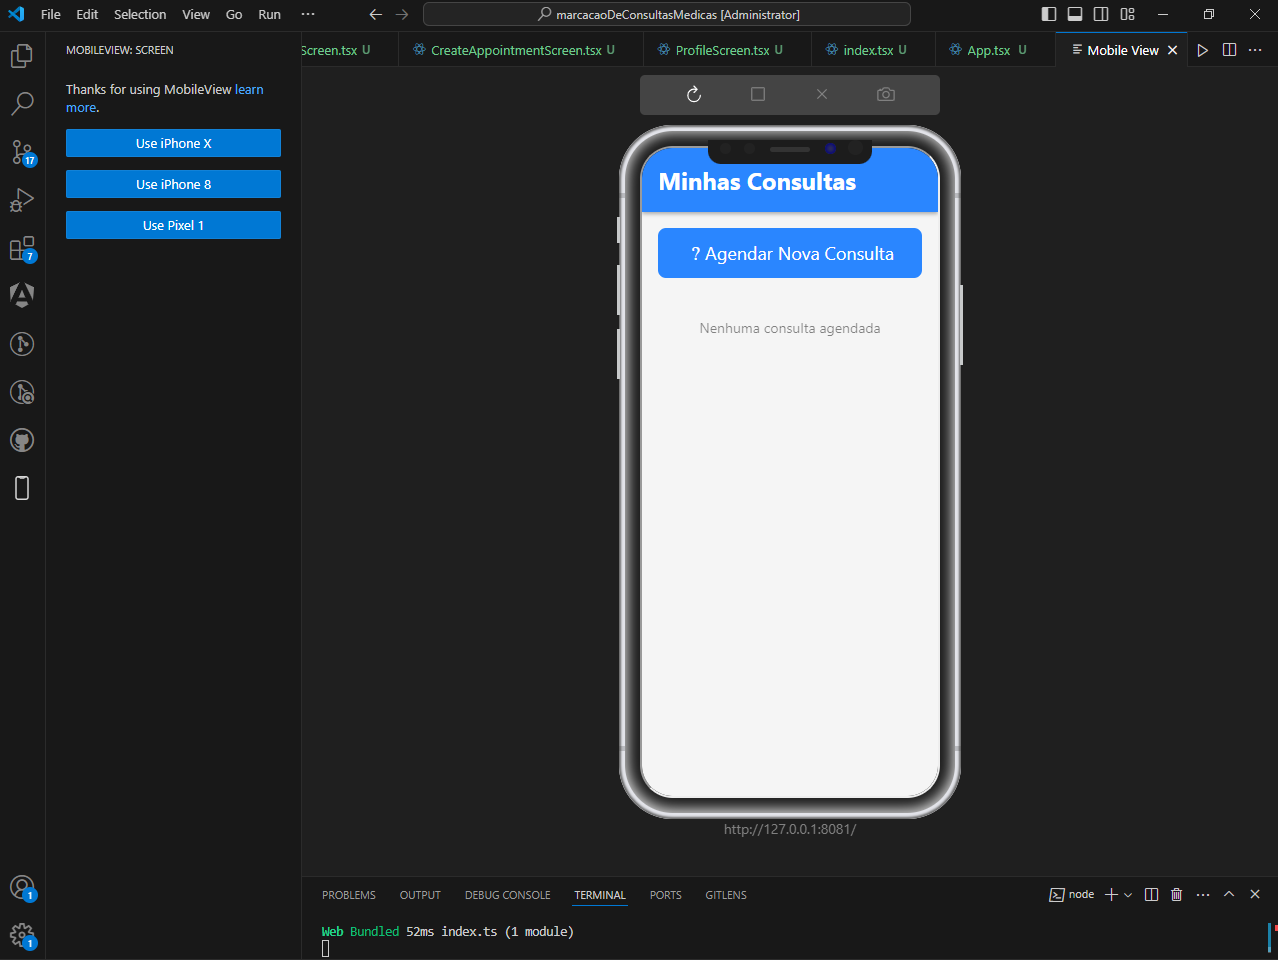 File Edit Selection View Go Run ···
marcacaoDeConsultasMedicas [Administrator]
MOBILEVIEW: SCREEN
Screen.tsx U
CreateAppointmentScreen.tsx U
ProfileScreen.tsx U
index.tsx U
App.tsx U
Mobile View
Thanks for using MobileView learn
more.
Use iPhone X
Use iPhone 8
Use Pixel 1
17
7
1
1
Minhas Consultas
? Agendar Nova Consulta
Nenhuma consulta agendada
http://127.0.0.1:8081/
PROBLEMS OUTPUT DEBUG CONSOLE TERMINAL PORTS GITLENS
node
Web Bundled 52ms index.ts (1 module)